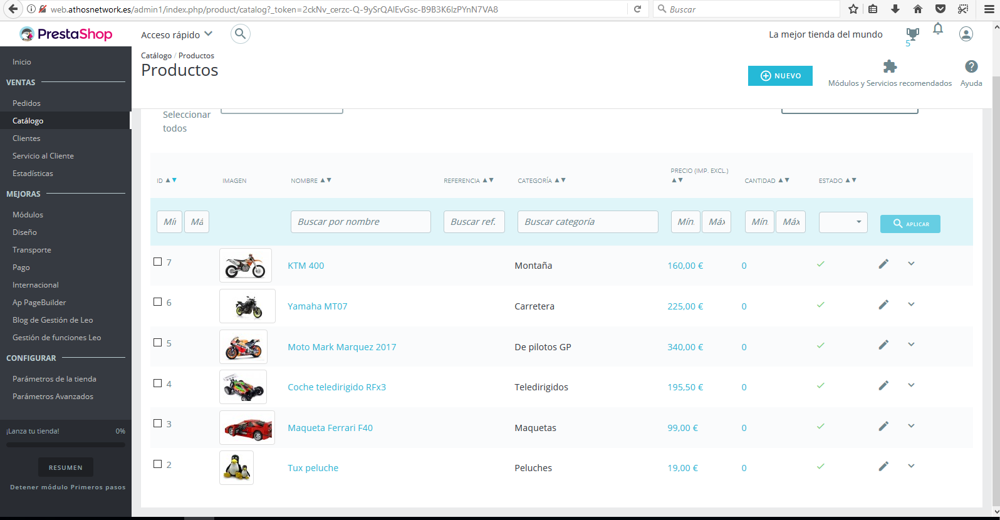 web.athosnetwork.es/admin1/index.php/product/catalog?_token=2ckNv_cerzc-Q-9ySrQAlEvGsc-B9B3K6lzPYnN7VA8
Buscar
PrestaShop
Acceso rápido
La mejor tienda del mundo
5
Catálogo / Productos
Productos
NUEVO
Módulos y Servicios recomendados
Ayuda
Inicio
VENTAS
Pedidos
Catálogo
Clientes
Servicio al Cliente
Estadísticas
MEJORAS
Módulos
Diseño
Transporte
Pago
Internacional
Ap PageBuilder
Blog de Gestión de Leo
Gestión de funciones Leo
CONFIGURAR
Parámetros de la tienda
Parámetros Avanzados
¡Lanza tu tienda! 0%
RESUMEN
Detener módulo Primeros pasos
Seleccionar
todos
ID IMAGEN NOMBRE REFERENCIA CATEGORÍA PRECIO (IMP. EXCL.) CANTIDAD ESTADO
Mín Máx Buscar por nombre Buscar ref. Buscar categoría Mín. Máx Mín. Máx APLICAR
7 KTM 400 Montaña 160,00 € 0
6 Yamaha MT07 Carretera 225,00 € 0
5 Moto Mark Marquez 2017 De pilotos GP 340,00 € 0
4 Coche teledirigido RFx3 Teledirigidos 195,50 € 0
3 Maqueta Ferrari F40 Maquetas 99,00 € 0
2 Tux peluche Peluches 19,00 € 0